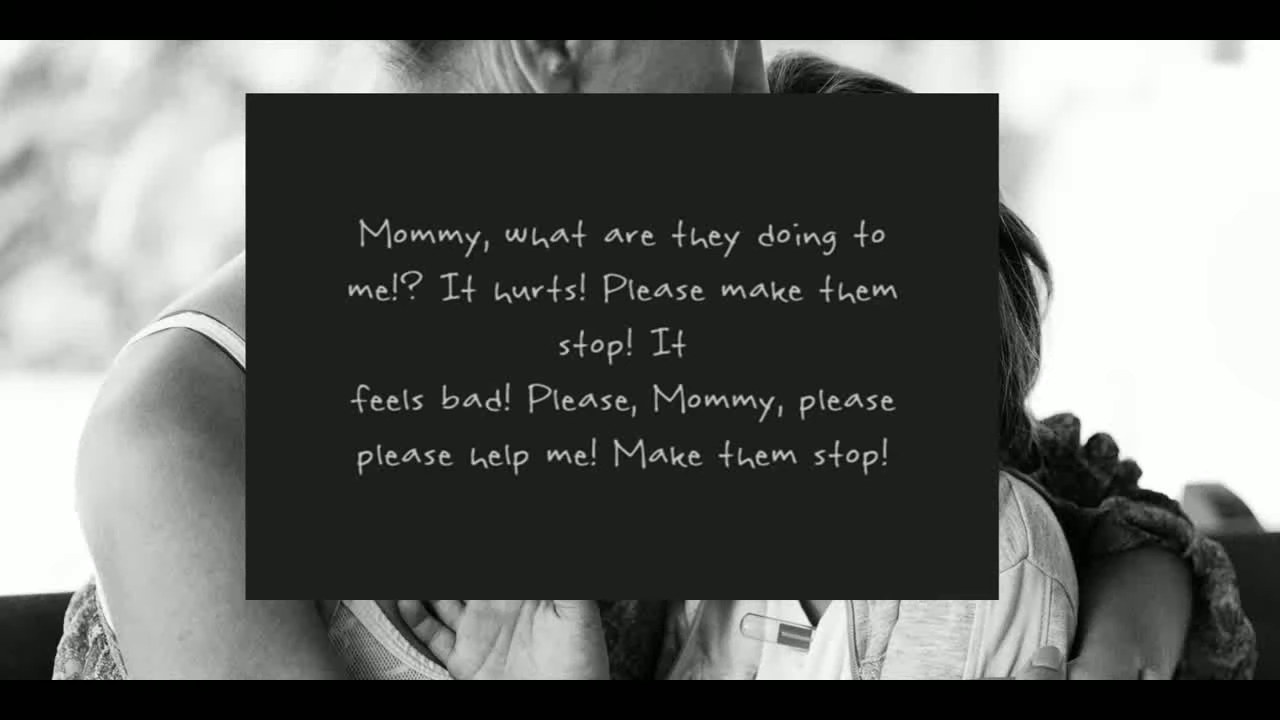 Mommy, what are they doing to
me!? It hurts! Please make them
stop! It
feels bad! Please, Mommy, please
please help me! Make them stop!